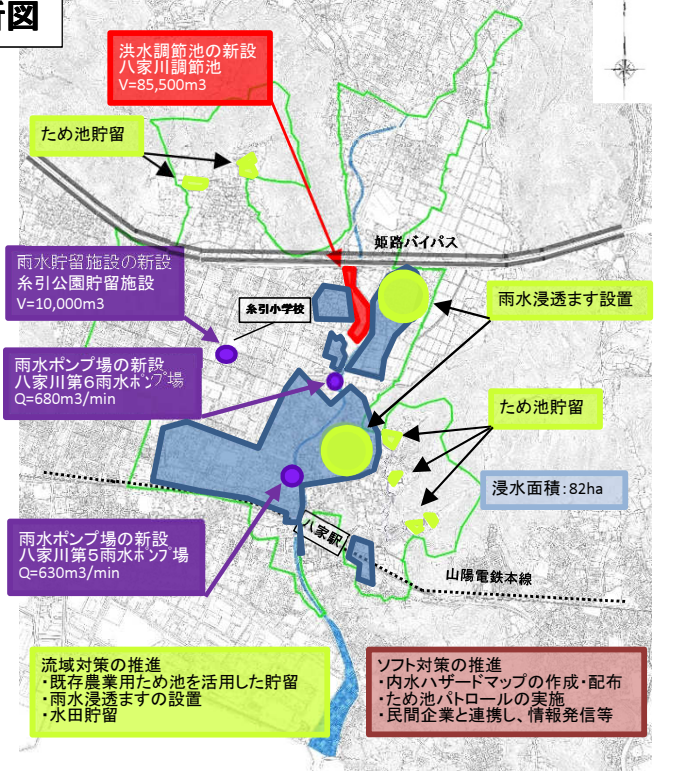 図
洪水調節池の新設
八家川調節池
V=85,500m3
ため池貯留
姫路バイパス
雨水貯留施設の新設
糸引公園貯留施設
V=10,000m3
糸引小学校
雨水浸透ます設置
雨水ポンプ場の新設
八家川第6雨水ポンプ場
Q=680m3/min
ため池貯留
浸水面積:82ha
雨水ポンプ場の新設
八家川第5雨水ポンプ場
Q=630m3/min
八家駅
山陽電鉄本線
流域対策の推進
・既存農業用ため池を活用した貯留
・雨水浸透ますの設置
・水田貯留
ソフト対策の推進
・内水ハザードマップの作成・配布
・ため池パトロールの実施
・民間企業と連携し、情報発信等